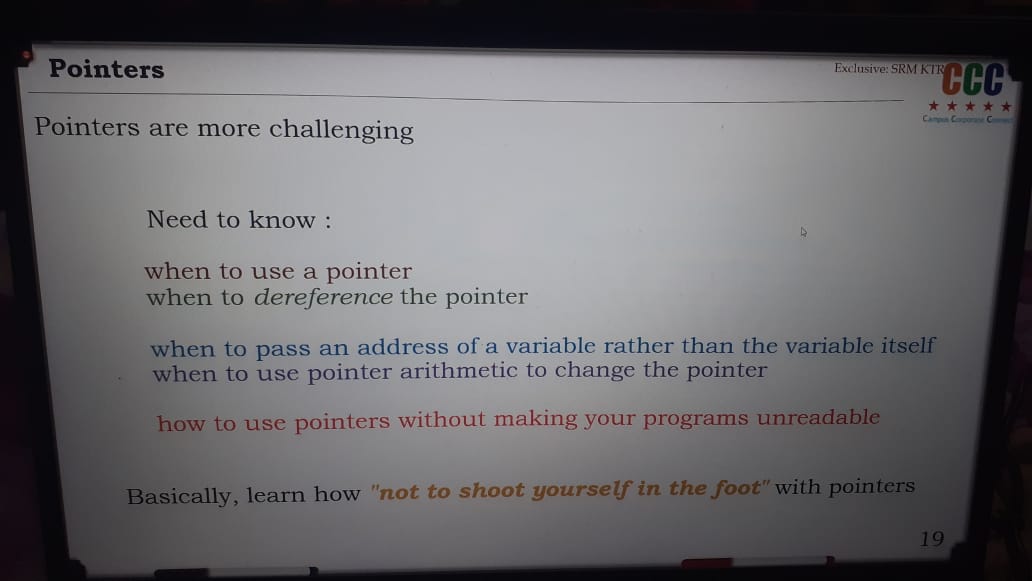 Pointers
Exclusive: SRM KTR
CCC
Campus Corporate Connect
Pointers are more challenging
Need to know :
when to use a pointer
when to dereference the pointer
when to pass an address of a variable rather than the variable itself
when to use pointer arithmetic to change the pointer
how to use pointers without making your programs unreadable
Basically, learn how "not to shoot yourself in the foot" with pointers
19